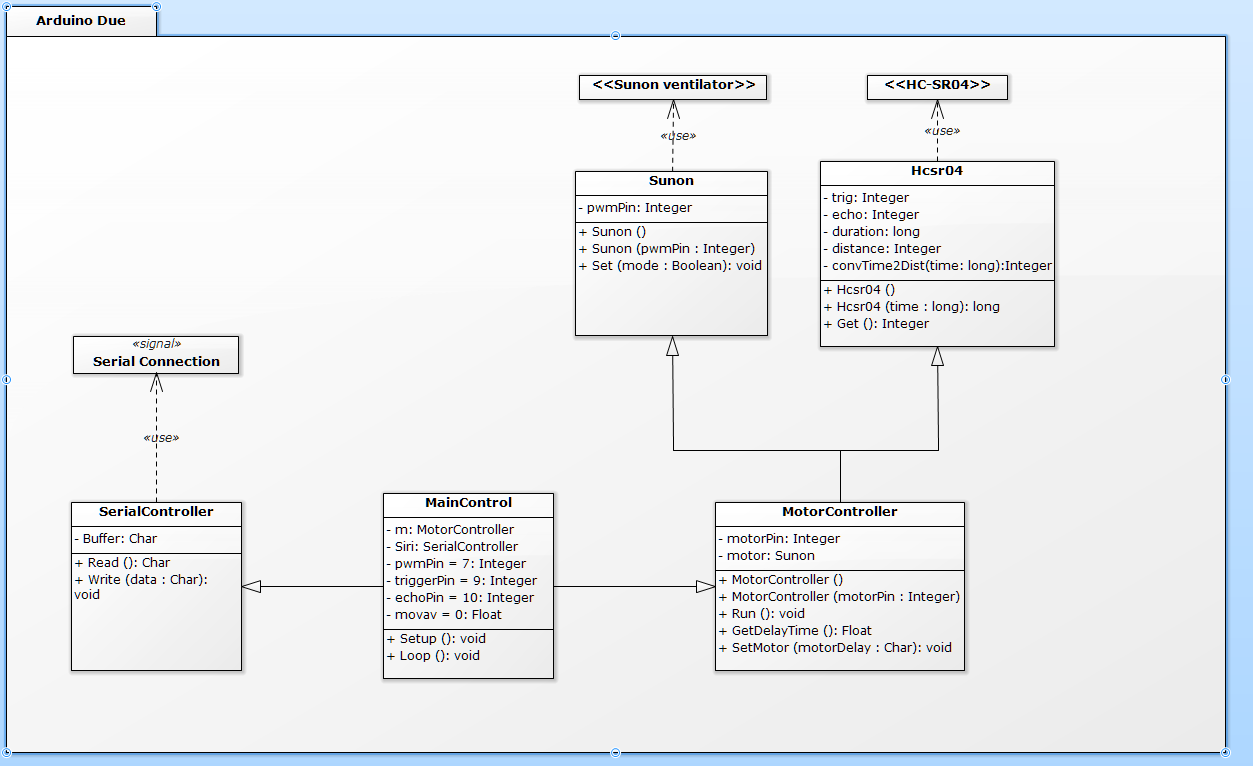 Arduino Due
<<Sunon ventilator>>
«use»
<<HC-SR04>>
«use»
Sunon
- pwmPin: Integer
+ Sunon ()
+ Sunon (pwmPin : Integer)
+ Set (mode : Boolean): void
Hcsr04
- trig: Integer
- echo: Integer
- duration: long
- distance: Integer
- convTime2Dist(time: long):Integer
+ Hcsr04 ()
+ Hcsr04 (time : long): long
+ Get (): Integer
«signal»
Serial Connection
«use»
SerialController
- Buffer: Char
+ Read (): Char
+ Write (data : Char):
void
MainControl
- m: MotorController
- Siri: SerialController
- pwmPin = 7: Integer
- triggerPin = 9: Integer
- echoPin = 10: Integer
- movav = 0: Float
+ Setup (): void
+ Loop (): void
MotorController
- motorPin: Integer
- motor: Sunon
+ MotorController ()
+ MotorController (motorPin : Integer)
+ Run (): void
+ GetDelayTime (): Float
+ SetMotor (motorDelay : Char): void